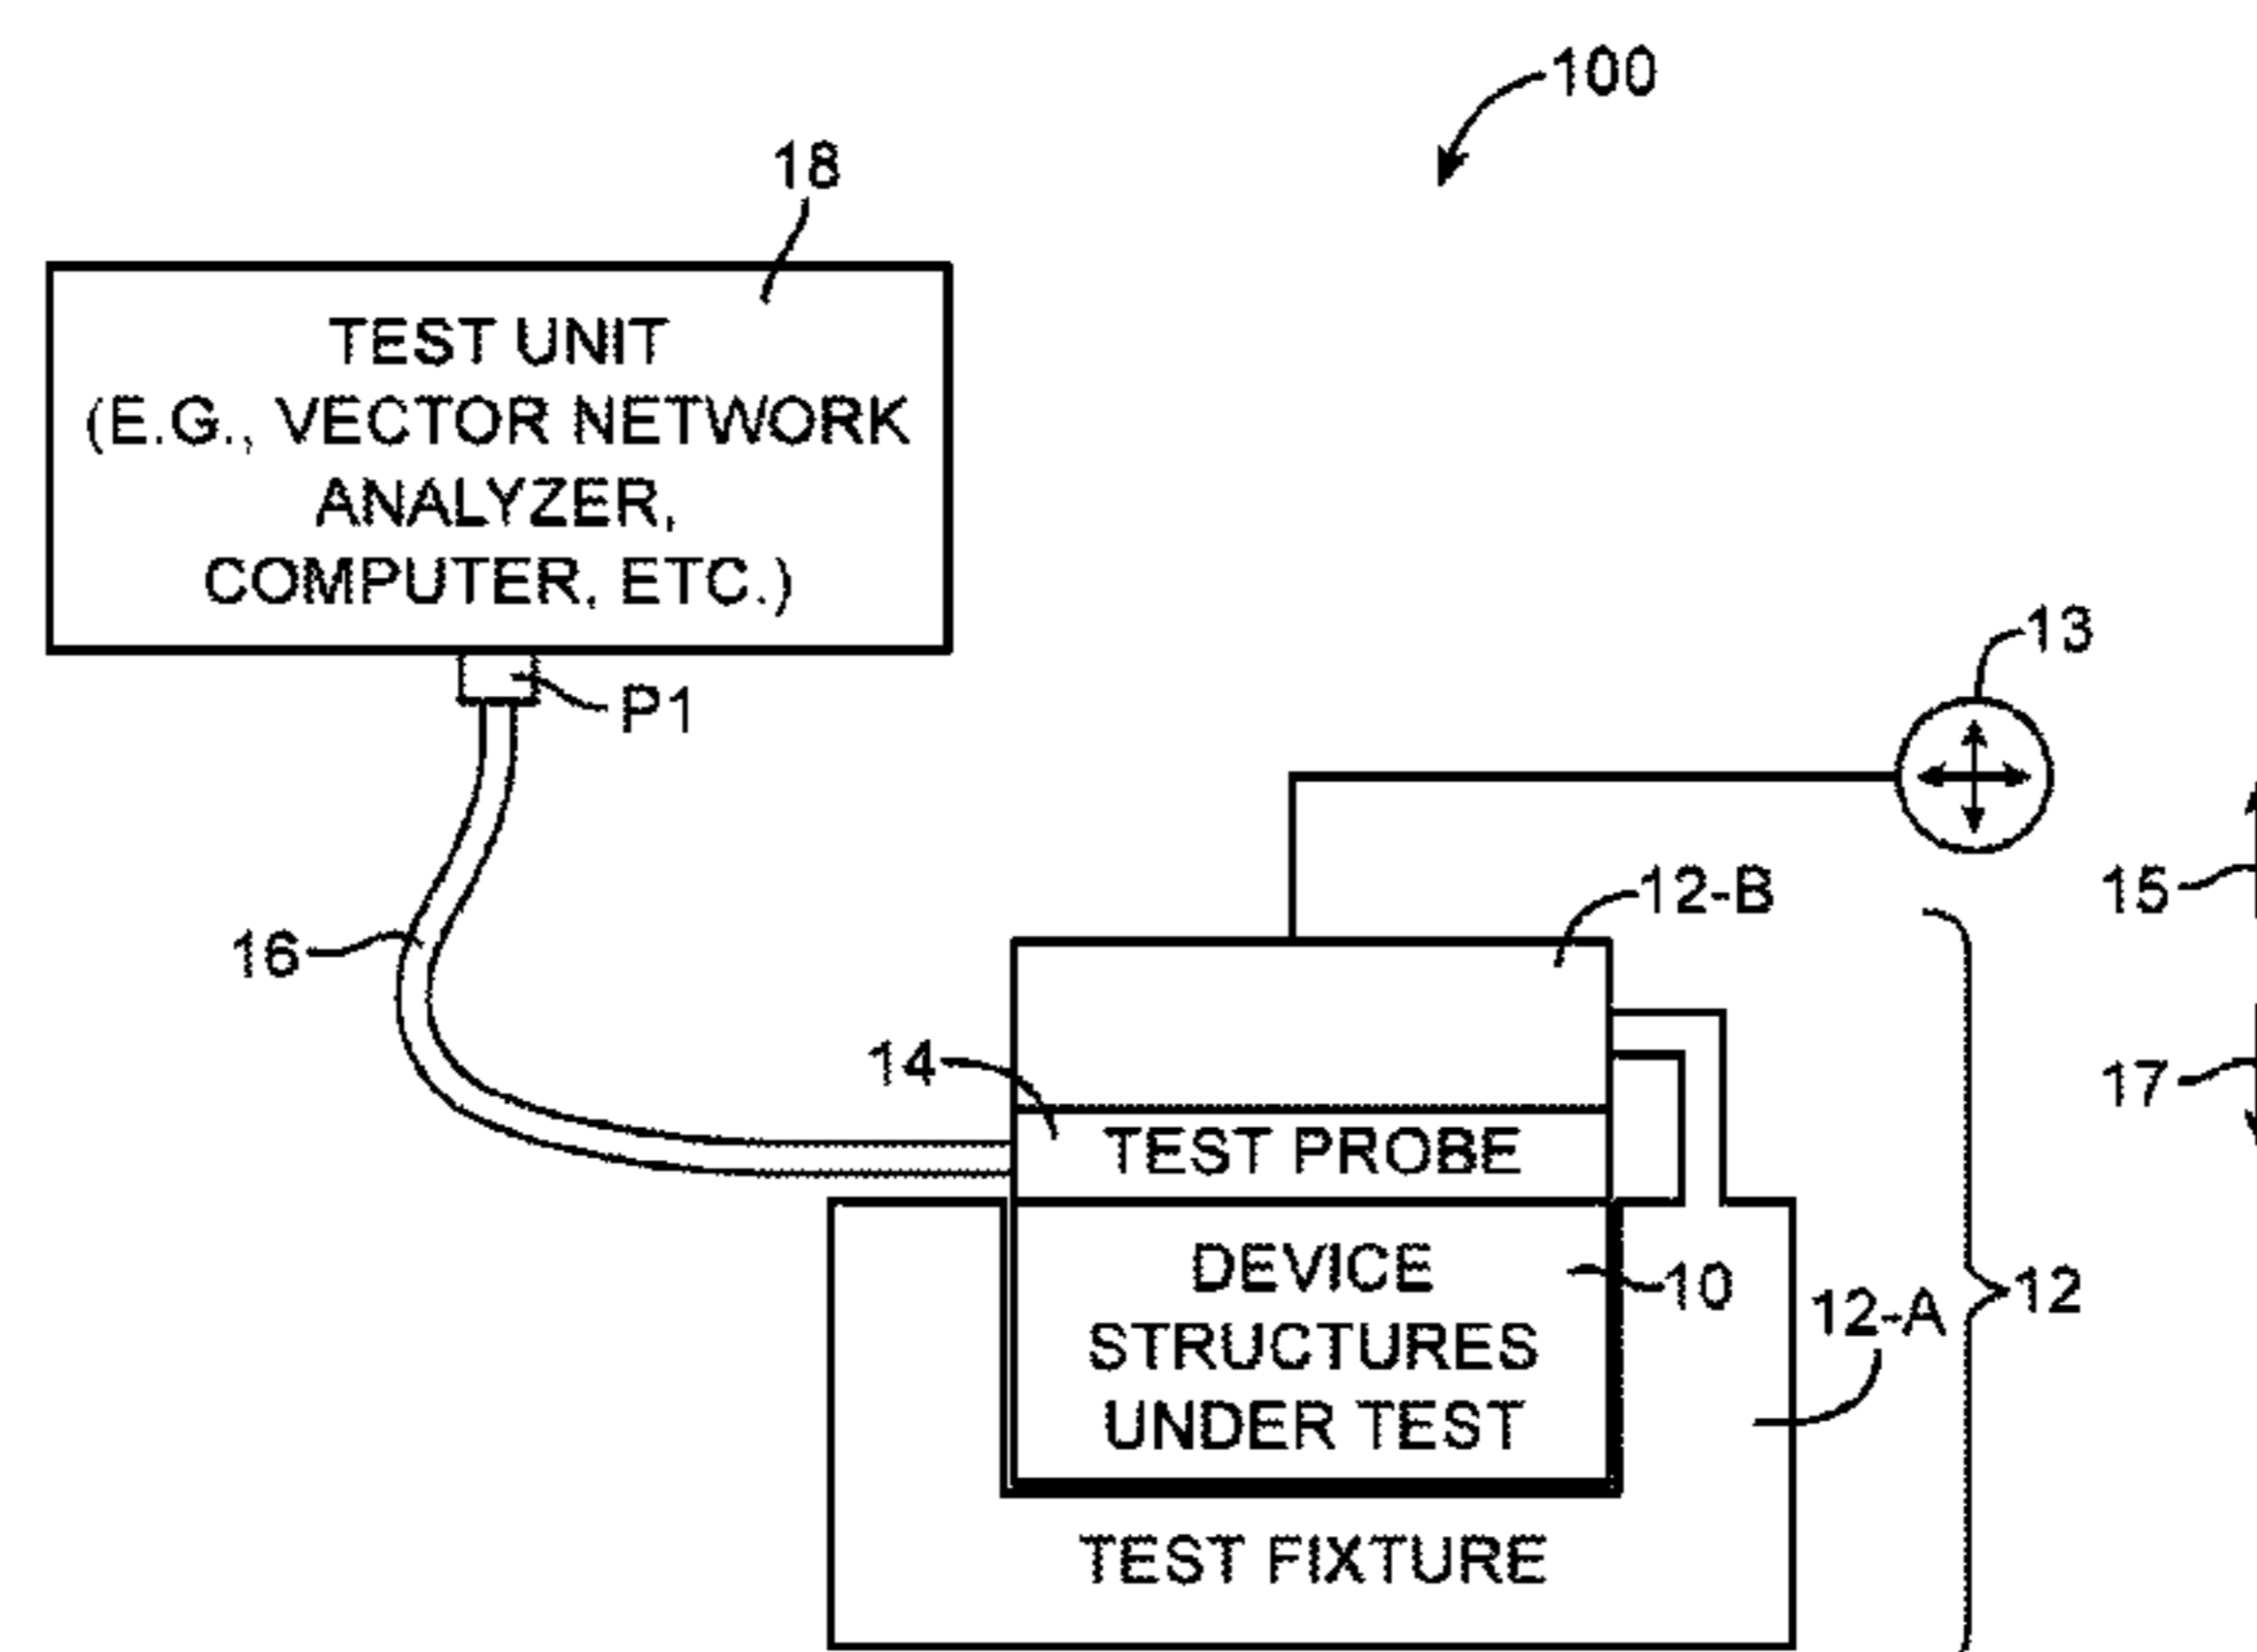 100
18
TEST UNIT
(E.G., VECTOR NETWORK
ANALYZER,
COMPUTER, ETC.)
P1
13
12-B
15
16
14
17
TEST PROBE
DEVICE
10
STRUCTURES
12-A
12
UNDER TEST
TEST FIXTURE